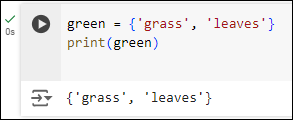 green = {'grass', 'leaves'}
print(green)
0s
{'grass', 'leaves'}